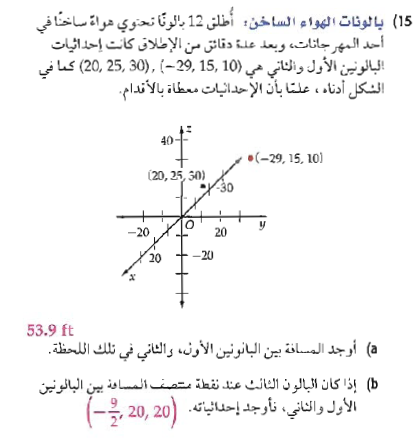 (15 بالونات الهواء الساخن: أُطلق 12 بالونًا تحتوي هواءً ساخنًا في
أحد المهرجانات، وبعد عدة دقائق من الإطلاق كانت إحداثيات
البالونين الأول والثاني هي (20, 25, 30) , (−29, 15, 10) كما في
الشكل أدناه ، علمًا بأن الإحداثيات معطاة بالأقدام.
z
40
(−29, 15, 10)
(20, 25, 30)
-30
O
−20
20
y
20
−20
x
53.9 ft
(a أوجد المسافة بين البالونين الأول، والثاني في تلك اللحظة.
(b إذا كان البالون الثالث عند نقطة منتصف المسافة بين البالونين
الأول والثاني، فأوجد إحداثياته. (−9/2, 20, 20)